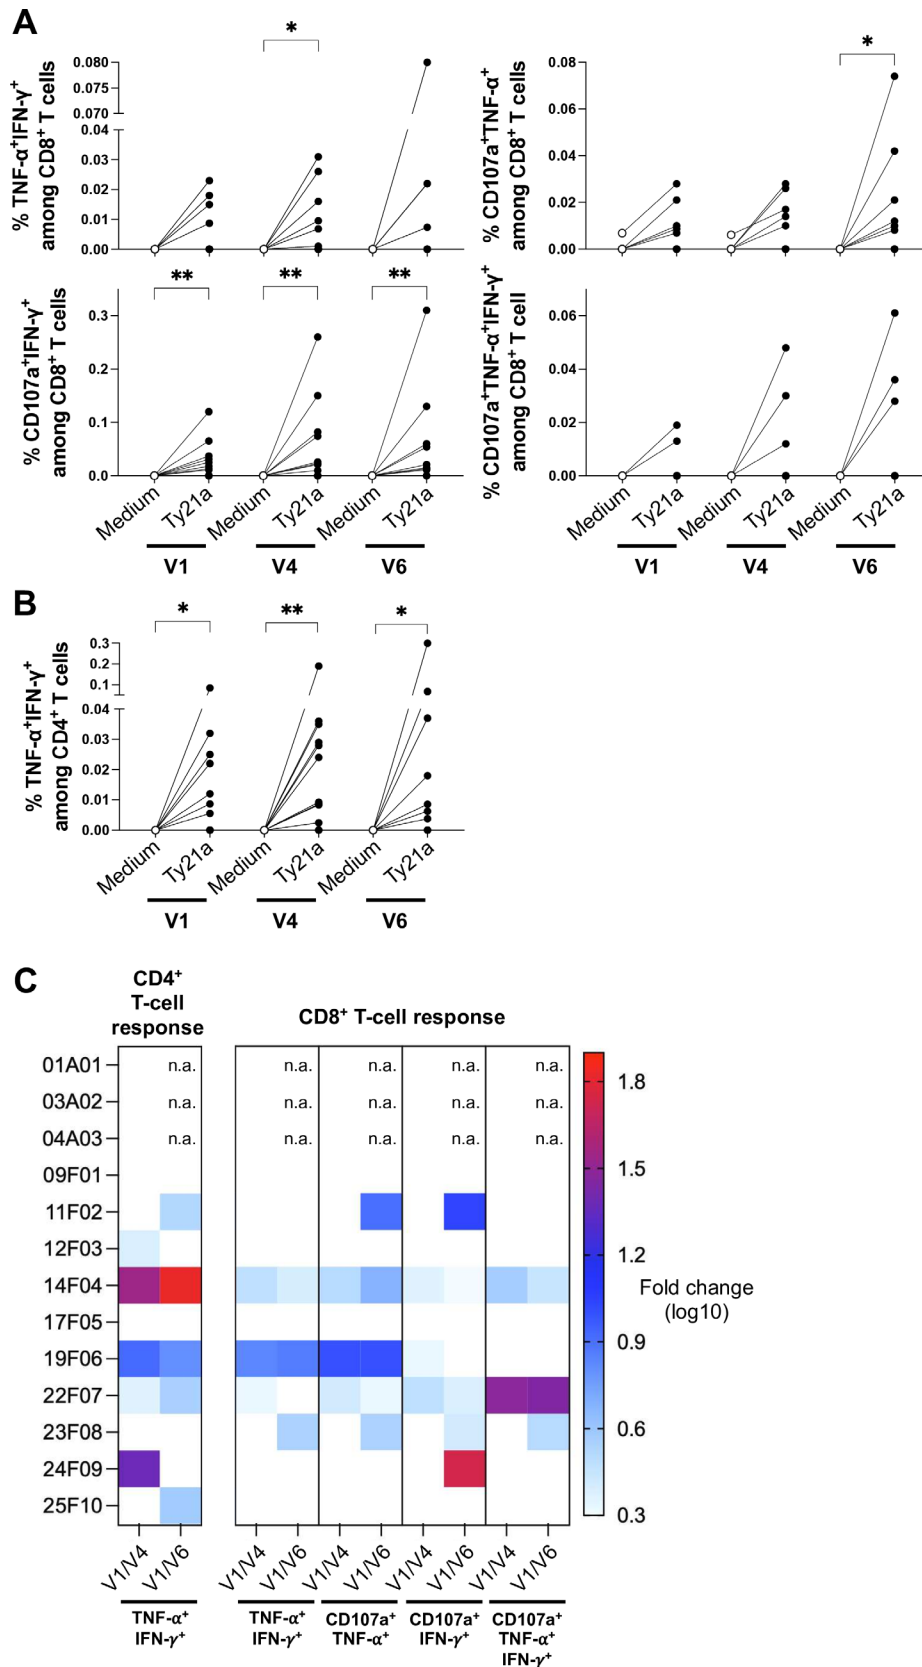 A
% TNF-α⁺IFN-γ⁺
among CD8⁺ T cells
0.080
0.075
0.070
0.04
0.03
0.02
0.01
0.00
*
% CD107a⁺TNF-α⁺
among CD8⁺ T cells
0.08
0.06
0.04
0.02
0.00
*
% CD107a⁺IFN-γ⁺
among CD8⁺ T cells
0.3
0.2
0.1
0.0
** ** **
Medium Ty21a Medium Ty21a Medium Ty21a
V1 V4 V6
% CD107a⁺TNF-α⁺IFN-γ⁺
among CD8⁺ T cell
0.06
0.04
0.02
0.00
Medium Ty21a Medium Ty21a Medium Ty21a
V1 V4 V6
B
% TNF-α⁺IFN-γ⁺
among CD4⁺ T cells
0.3
0.2
0.1
0.04
0.03
0.02
0.01
0.00
* ** *
Medium Ty21a Medium Ty21a Medium Ty21a
V1 V4 V6
C
CD4⁺
T-cell
response
CD8⁺ T-cell response
01A01 n.a. n.a. n.a. n.a. n.a.
03A02 n.a. n.a. n.a. n.a. n.a.
04A03 n.a. n.a. n.a. n.a. n.a.
09F01
11F02
12F03
14F04
17F05
19F06
22F07
23F08
24F09
25F10
1.8
1.5
1.2
0.9
0.6
0.3
Fold change
(log10)
V1/V4 V1/V6 V1/V4 V1/V6 V1/V4 V1/V6 V1/V4 V1/V6 V1/V4 V1/V6
TNF-α⁺
IFN-γ⁺
TNF-α⁺
IFN-γ⁺
CD107a⁺
TNF-α⁺
CD107a⁺
IFN-γ⁺
CD107a⁺
TNF-α⁺
IFN-γ⁺